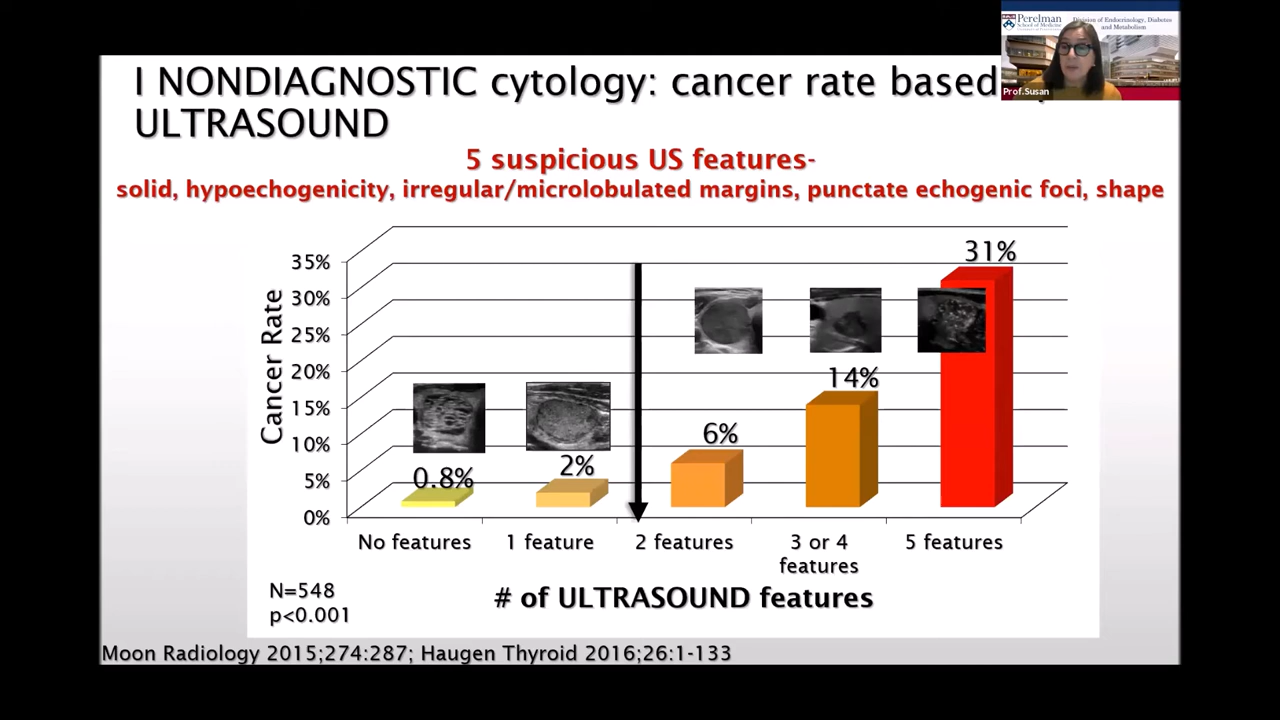 Perelman
School of Medicine
Division of Endocrinology, Diabetes
and Metabolism
Prof.Susan
I NONDIAGNOSTIC cytology: cancer rate based
ULTRASOUND
5 suspicious US features-
solid, hypoechogenicity, irregular/microlobulated margins, punctate echogenic foci, shape
Cancer Rate
35%
30%
25%
20%
15%
10%
5%
0%
0.8%
2%
6%
14%
31%
No features
1 feature
2 features
3 or 4
features
5 features
# of ULTRASOUND features
N=548
p<0.001
Moon Radiology 2015;274:287; Haugen Thyroid 2016;26:1-133